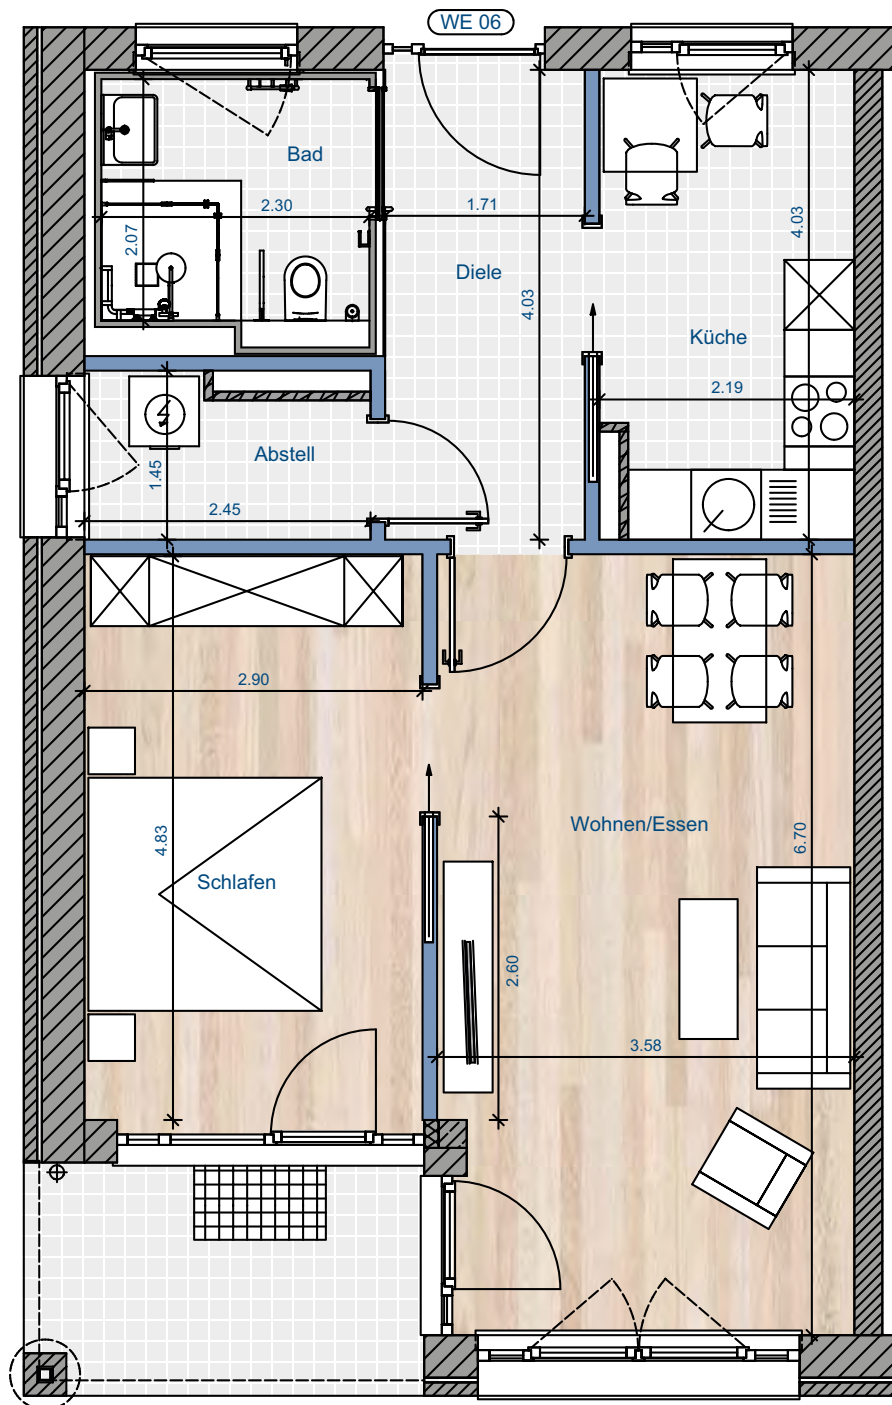 WE 06
Bad
2.30
2.07
1.71
Diele
4.03
4.03
Küche
2.19
Abstell
1.45
2.45
2.90
4.83
Schlafen
Wohnen/Essen
6.70
2.60
3.58